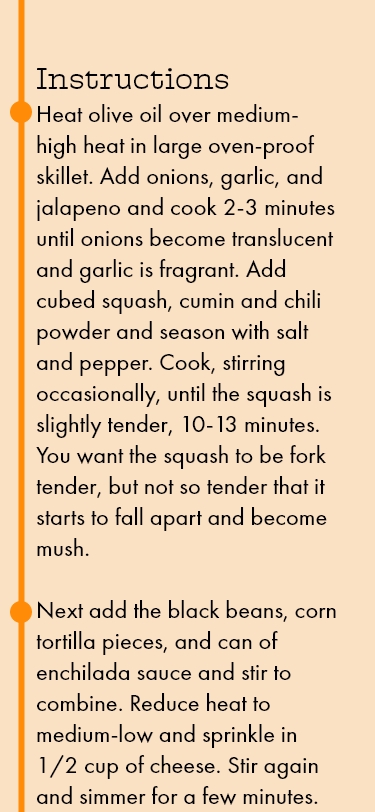 Instructions
Heat olive oil over medium-
high heat in large oven-proof
skillet. Add onions, garlic, and
jalapeno and cook 2-3 minutes
until onions become translucent
and garlic is fragrant. Add
cubed squash, cumin and chili
powder and season with salt
and pepper. Cook, stirring
occasionally, until the squash is
slightly tender, 10-13 minutes.
You want the squash to be fork
tender, but not so tender that it
starts to fall apart and become
mush.
Next add the black beans, corn
tortilla pieces, and can of
enchilada sauce and stir to
combine. Reduce heat to
medium-low and sprinkle in
1/2 cup of cheese. Stir again
and simmer for a few minutes.